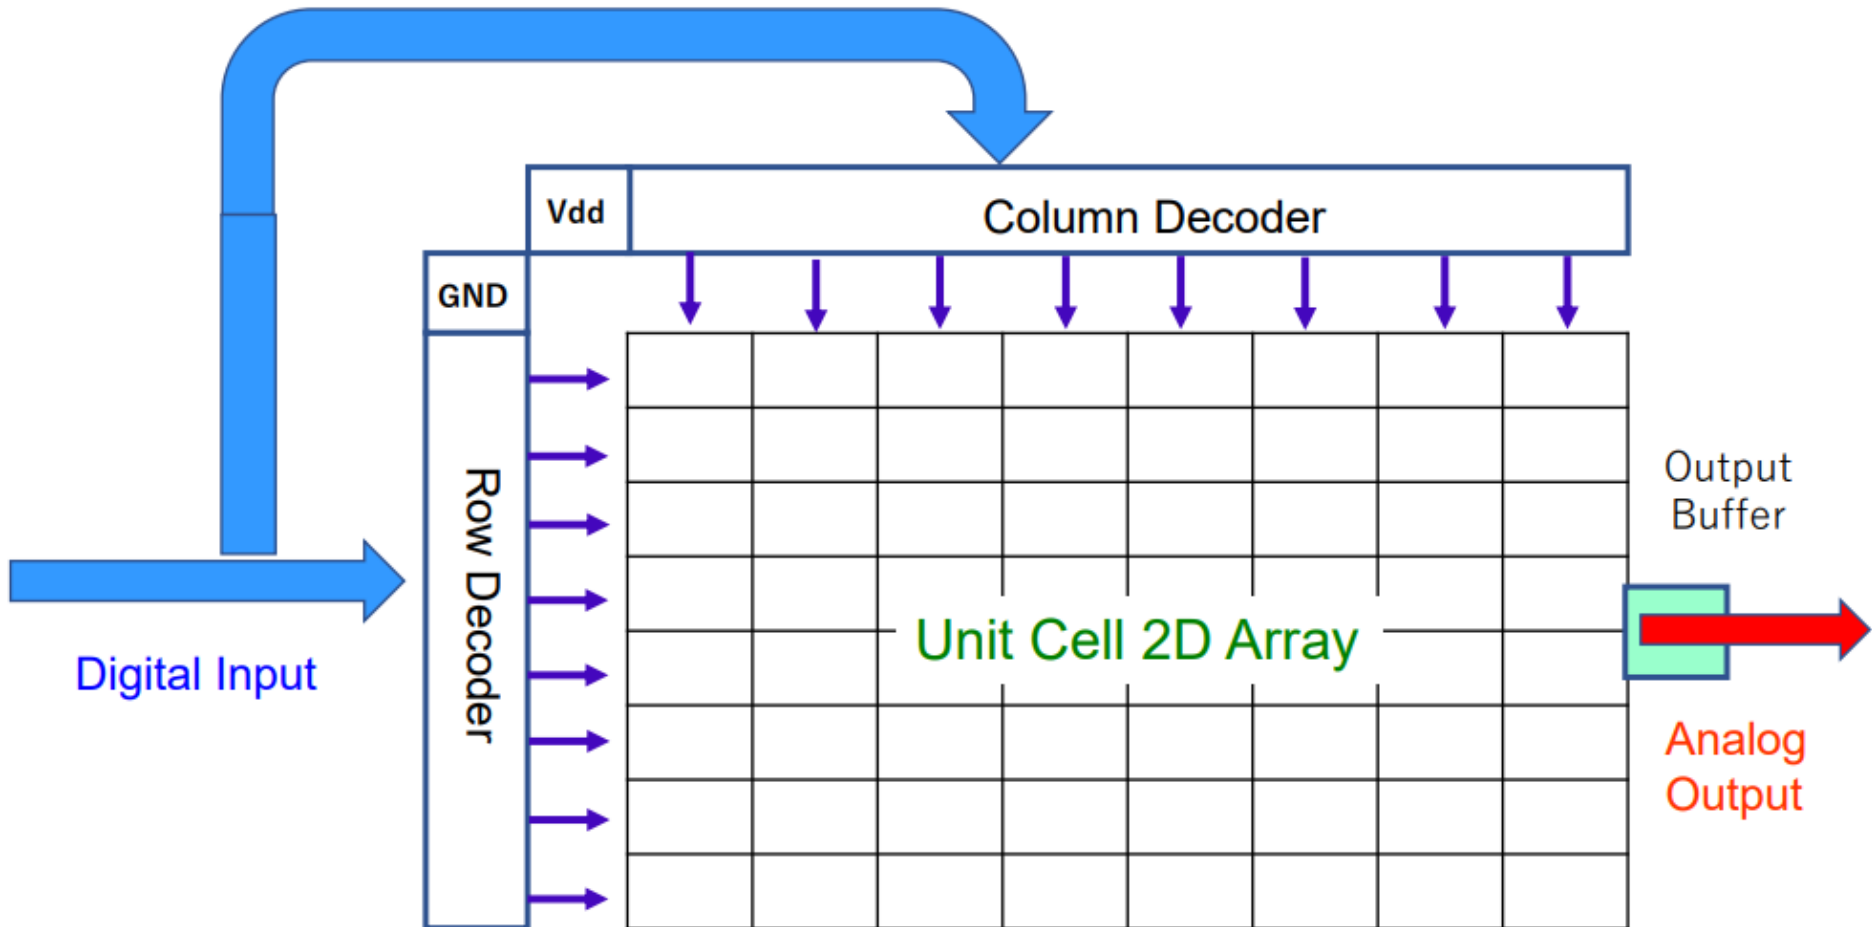 Vdd
Column Decoder
GND
Row Decoder
Digital Input
Unit Cell 2D Array
Output
Buffer
Analog
Output